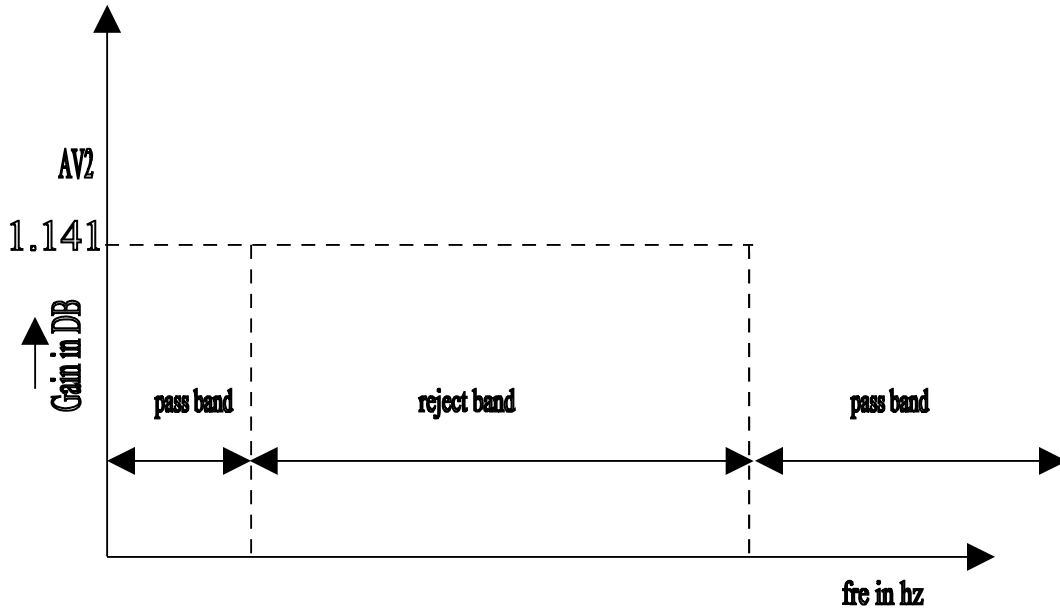 AV2
1.141
Gain in DB
pass band
reject band
pass band
fre in hz